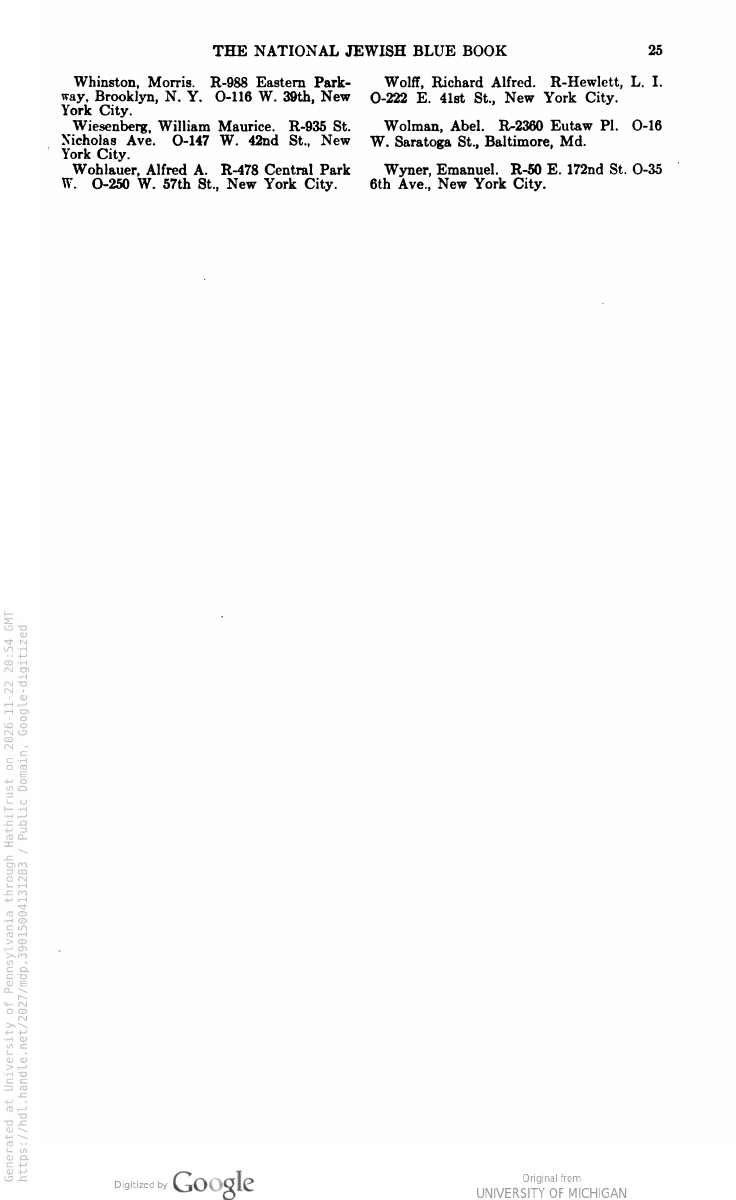 THE NATIONAL JEWISH BLUE BOOK 25
Whinston, Morris. R-988 Eastern Park-
way, Brooklyn, N. Y. O-116 W. 39th, New
York City.
Wiesenberg, William Maurice. R-935 St.
Nicholas Ave. O-147 W. 42nd St., New
York City.
Wohlauer, Alfred A. R-478 Central Park
W. O-250 W. 57th St., New York City.
Wolff, Richard Alfred. R-Hewlett, L. I.
O-222 E. 41st St., New York City.
Wolman, Abel. R-2360 Eutaw Pl. O-16
W. Saratoga St., Baltimore, Md.
Wyner, Emanuel. R-50 E. 172nd St. O-35
6th Ave., New York City.
Generated at University of Pennsylvania through HathiTrust on 2026-11-22 20:54 GMT
https://hdl.handle.net/2027/mdp.39015004131203 / Public Domain, Google-digitized
Digitized by Google
Original from
UNIVERSITY OF MICHIGAN